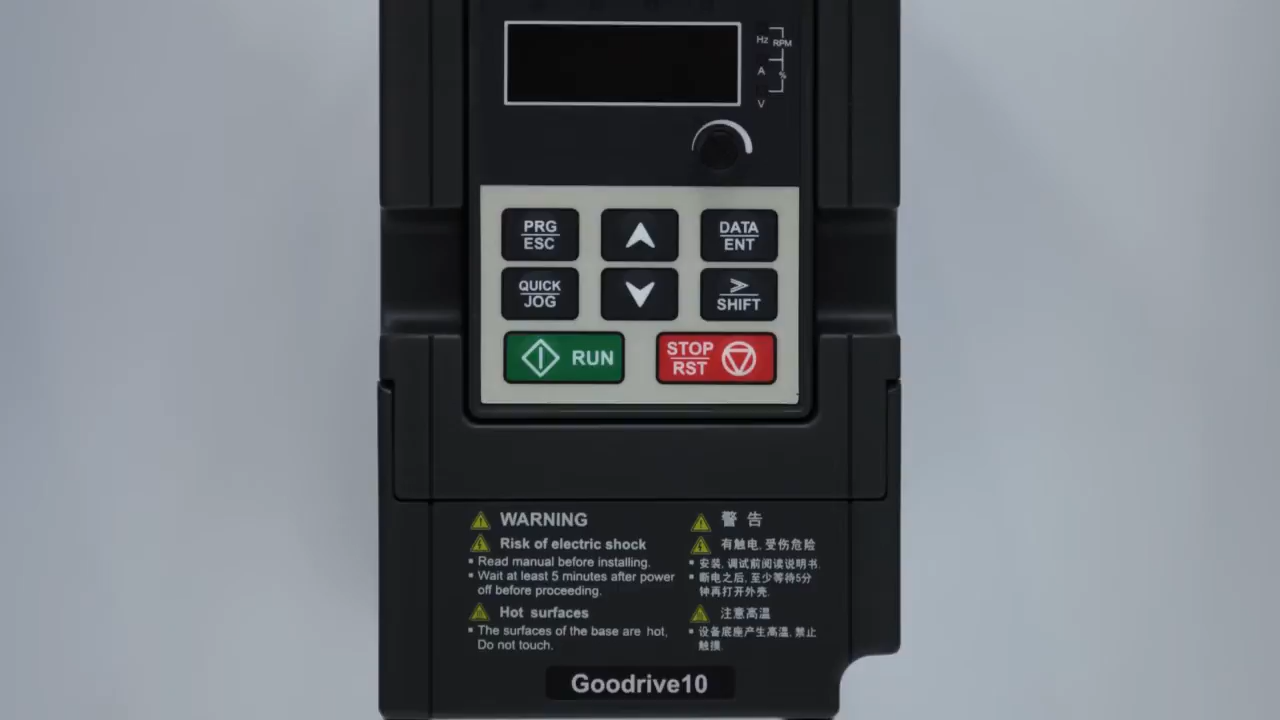 Hz
RPM
A
%
V
PRG
ESC
DATA
ENT
QUICK
JOG
SHIFT
RUN
STOP
RST
WARNING
Risk of electric shock
Read manual before installing.
Wait at least 5 minutes after power
off before proceeding.
Hot surfaces
The surfaces of the base are hot,
Do not touch.
警 告
有触电, 受伤危险
安装, 调试前阅读说明书.
断电之后, 至少等待5分
钟再打开外壳.
注意高温
设备底座产生高温, 禁止
触摸.
Goodrive10